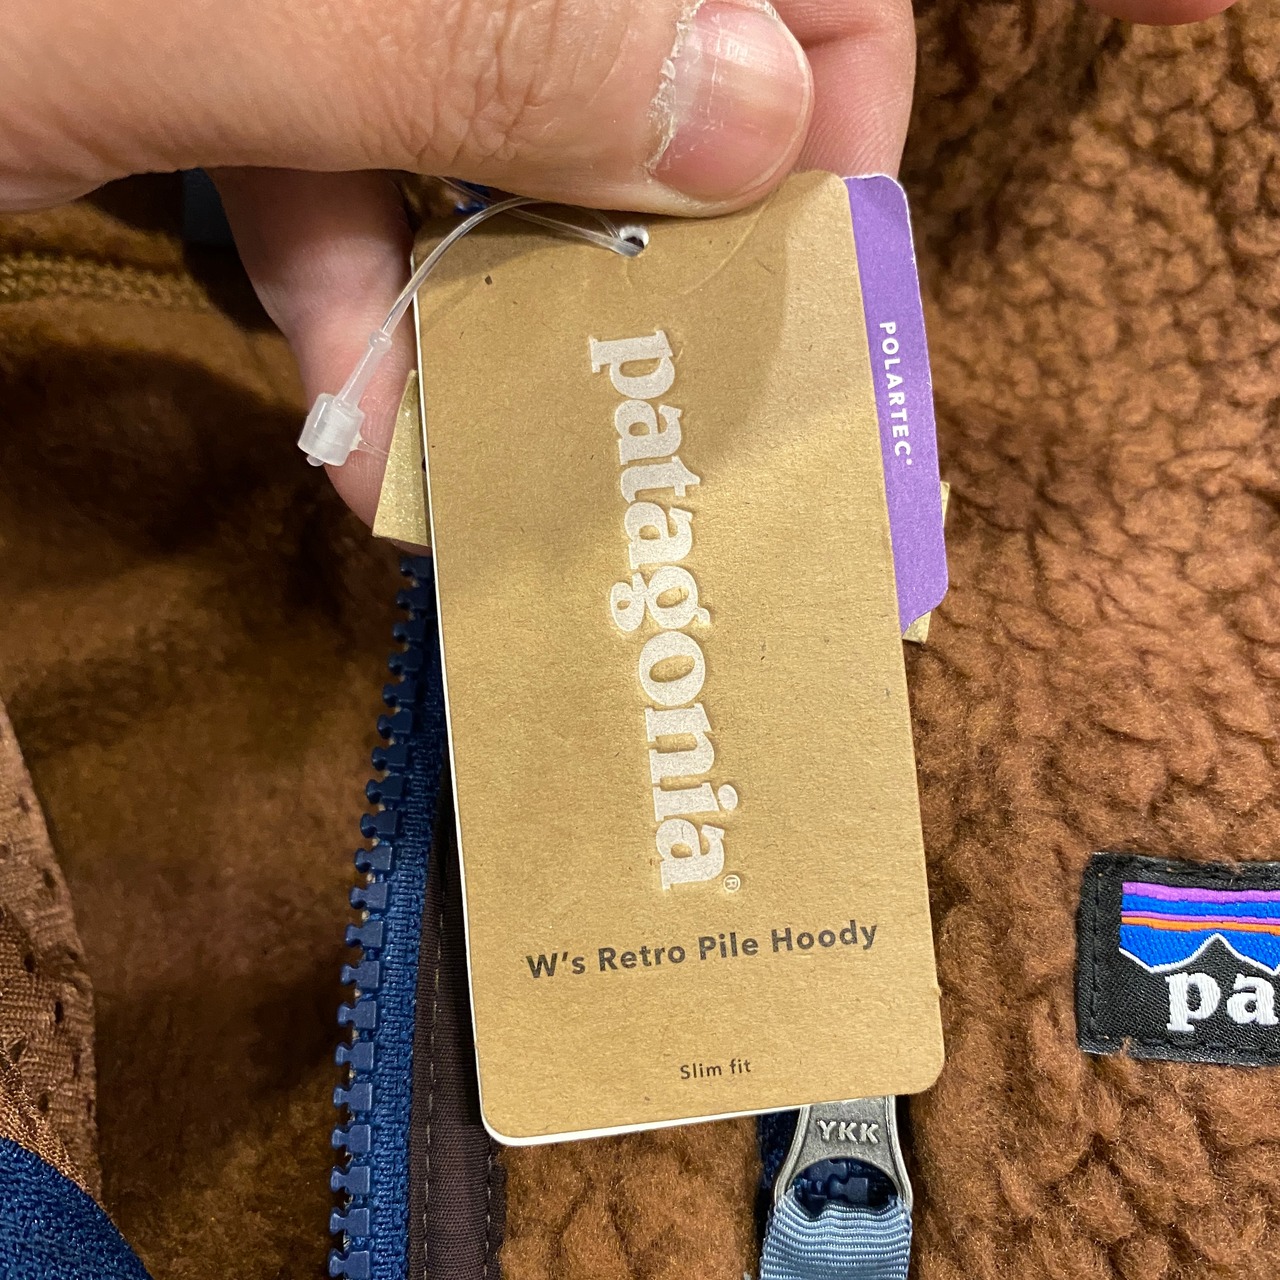 patagonia®
POLARTEC®
W's Retro Pile Hoody
Slim fit
pa
YKK